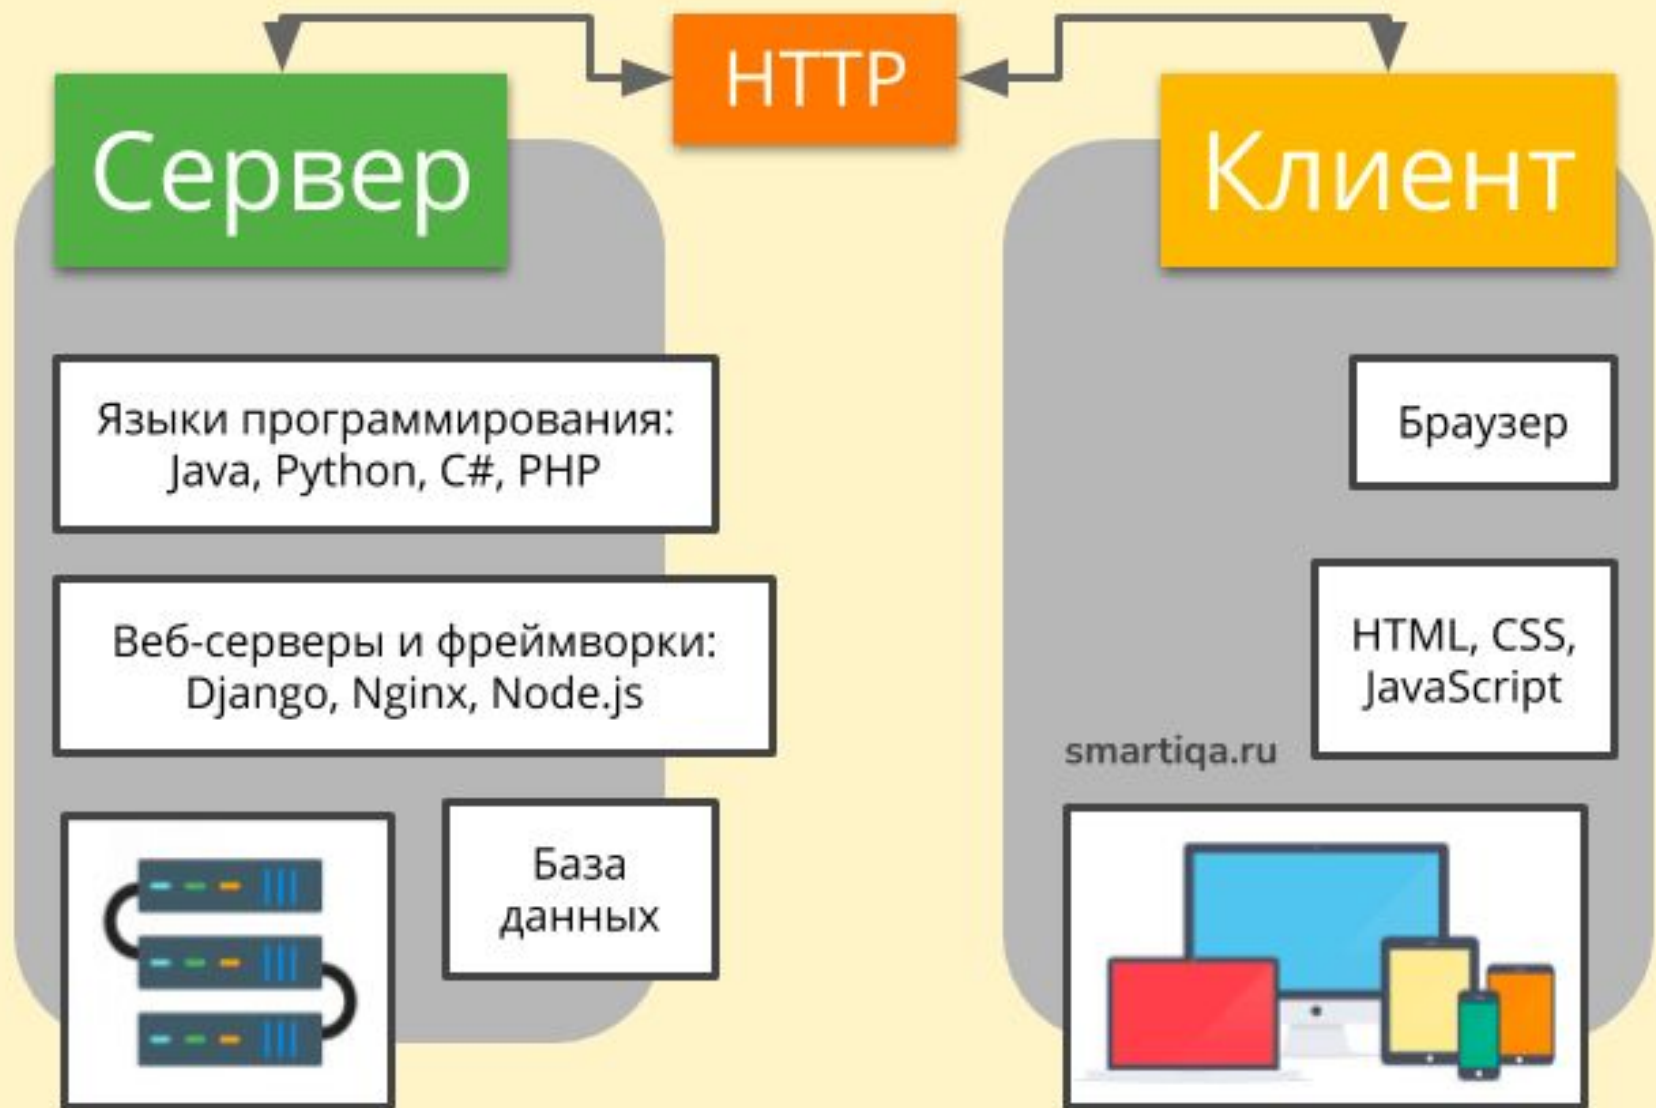 HTTP
Сервер
Клиент
Языки программирования:
Java, Python, C#, PHP
Веб-серверы и фреймворки:
Django, Nginx, Node.js
База
данных
Браузер
HTML, CSS,
JavaScript
smartiqa.ru